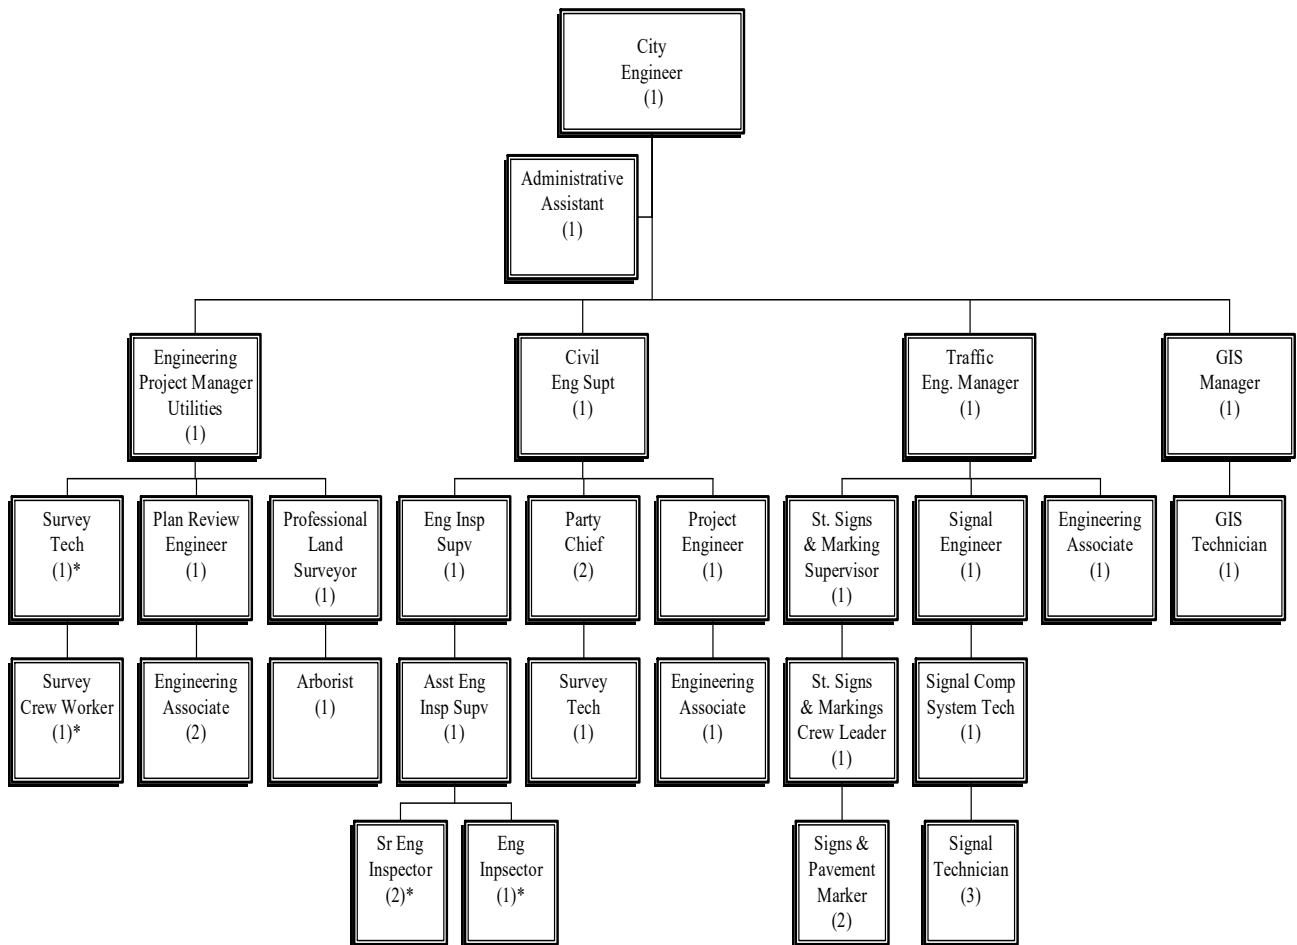 City
Engineer
(1)
Administrative
Assistant
(1)
Engineering
Project Manager
Utilities
(1)
Civil
Eng Supt
(1)
Traffic
Eng. Manager
(1)
GIS
Manager
(1)
Survey
Tech
(1)*
Plan Review
Engineer
(1)
Professional
Land
Surveyor
(1)
Eng Insp
Supv
(1)
Party
Chief
(2)
Project
Engineer
(1)
St. Signs
& Marking
Supervisor
(1)
Signal
Engineer
(1)
Engineering
Associate
(1)
GIS
Technician
(1)
Survey
Crew Worker
(1)*
Engineering
Associate
(2)
Arborist
(1)
Asst Eng
Insp Supv
(1)
Survey
Tech
(1)
Engineering
Associate
(1)
St. Signs
& Markings
Crew Leader
(1)
Signal Comp
System Tech
(1)
Sr Eng
Inspector
(2)*
Eng
Inpsector
(1)*
Signs &
Pavement
Marker
(2)
Signal
Technician
(3)